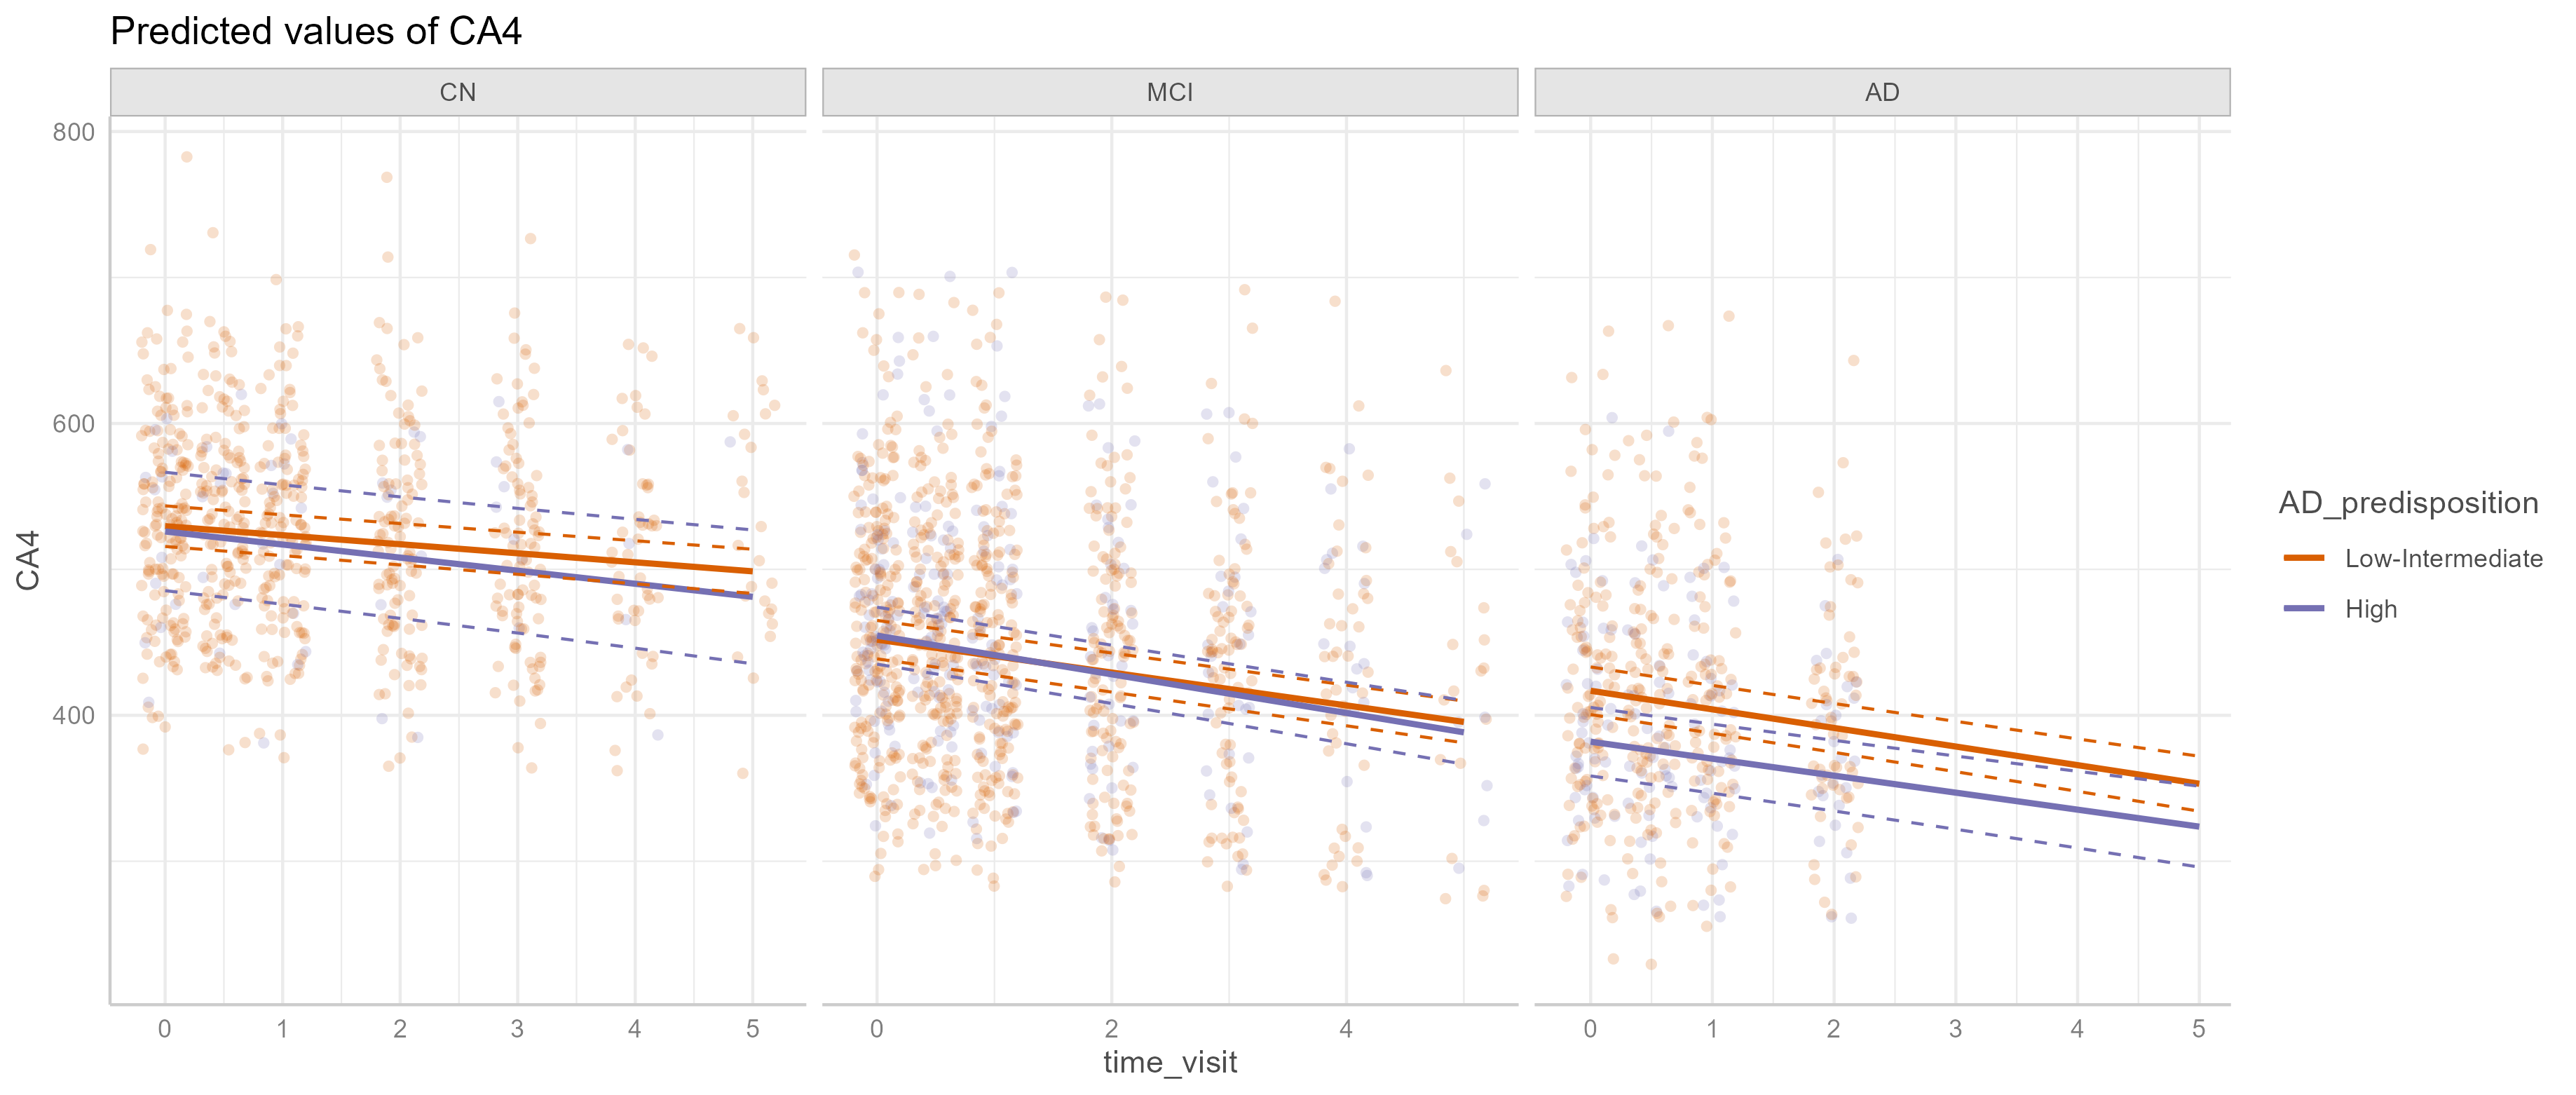 Predicted values of CA4
CN
MCI
AD
800
600
400
CA4
0 1 2 3 4 5
0 2 4
0 1 2 3 4 5
time_visit
AD_predisposition
Low-Intermediate
High